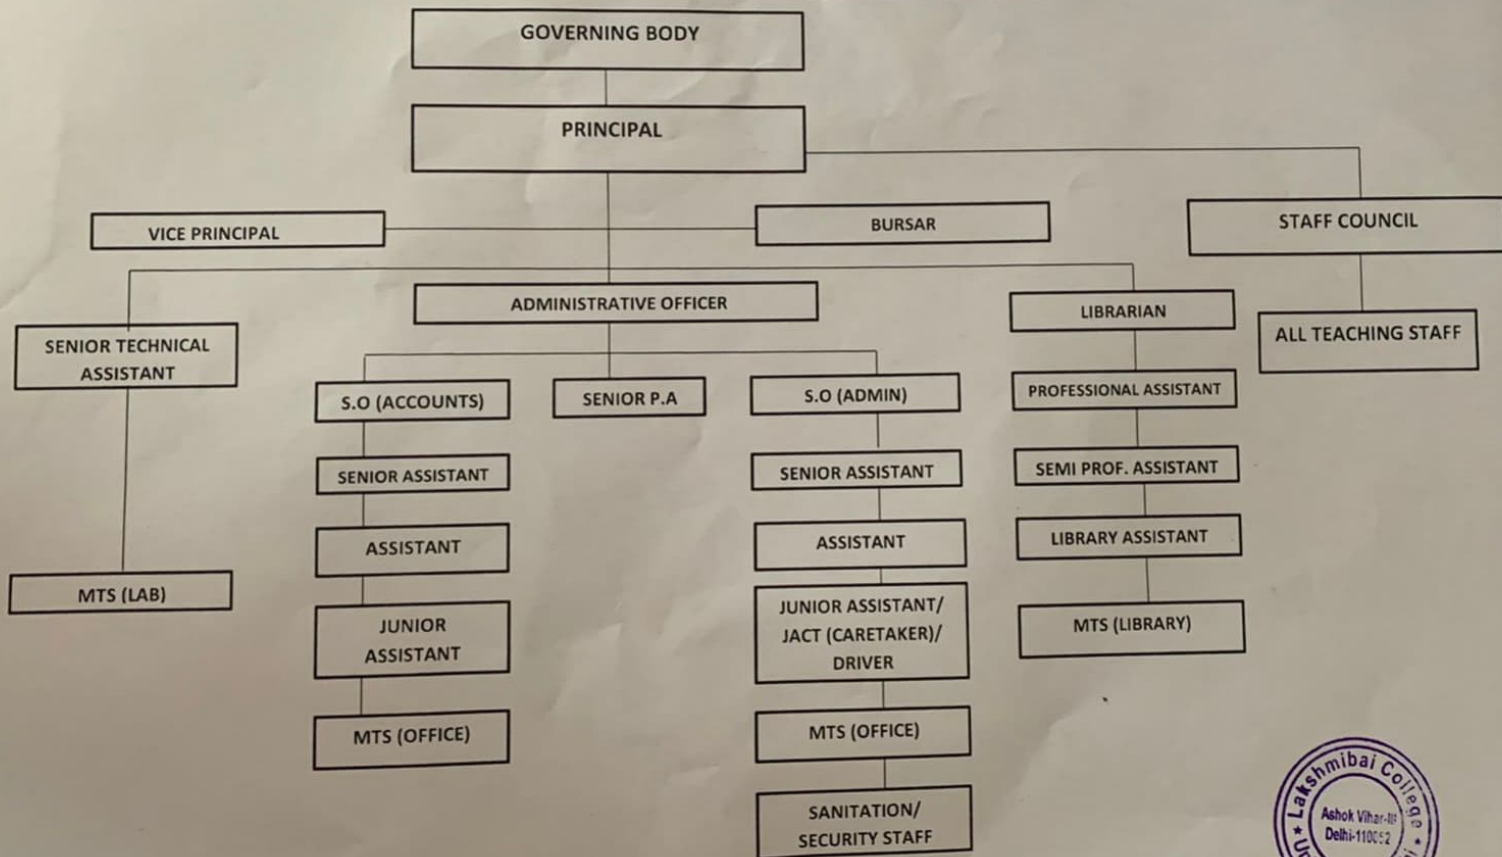 GOVERNING BODY
PRINCIPAL
VICE PRINCIPAL
BURSAR
STAFF COUNCIL
ADMINISTRATIVE OFFICER
LIBRARIAN
ALL TEACHING STAFF
SENIOR TECHNICAL
ASSISTANT
S.O (ACCOUNTS)
SENIOR P.A
S.O (ADMIN)
PROFESSIONAL ASSISTANT
SENIOR ASSISTANT
SENIOR ASSISTANT
SEMI PROF. ASSISTANT
ASSISTANT
ASSISTANT
LIBRARY ASSISTANT
MTS (LAB)
JUNIOR
ASSISTANT
JUNIOR ASSISTANT/
JACT (CARETAKER)/
DRIVER
MTS (LIBRARY)
MTS (OFFICE)
MTS (OFFICE)
SANITATION/
SECURITY STAFF
Lakshmibai College
Ashok Vihar-III
Delhi-110052